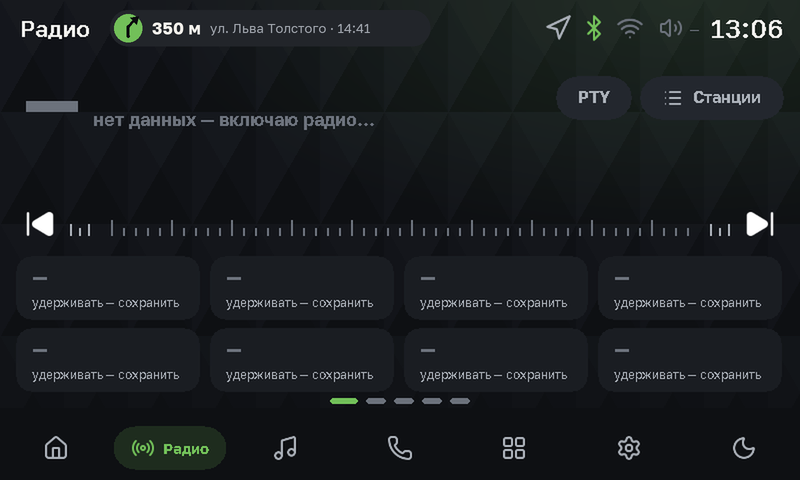 Радио
350 м ул. Льва Толстого · 14:41
– 13:06
— нет данных — включаю радио...
PTY
Станции
— — — —
удерживать — сохранить удерживать — сохранить удерживать — сохранить удерживать — сохранить
— — — —
удерживать — сохранить удерживать — сохранить удерживать — сохранить удерживать — сохранить
Радио